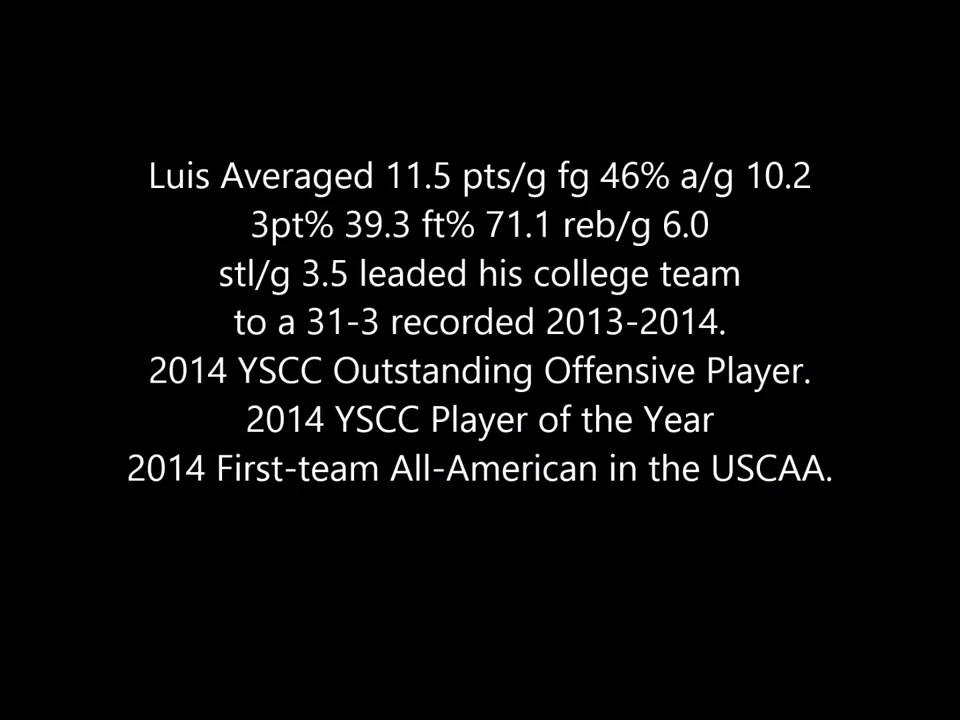 Luis Averaged 11.5 pts/g fg 46% a/g 10.2
3pt% 39.3 ft% 71.1 reb/g 6.0
stl/g 3.5 leaded his college team
to a 31-3 recorded 2013-2014.
2014 YSCC Outstanding Offensive Player.
2014 YSCC Player of the Year
2014 First-team All-American in the USCAA.